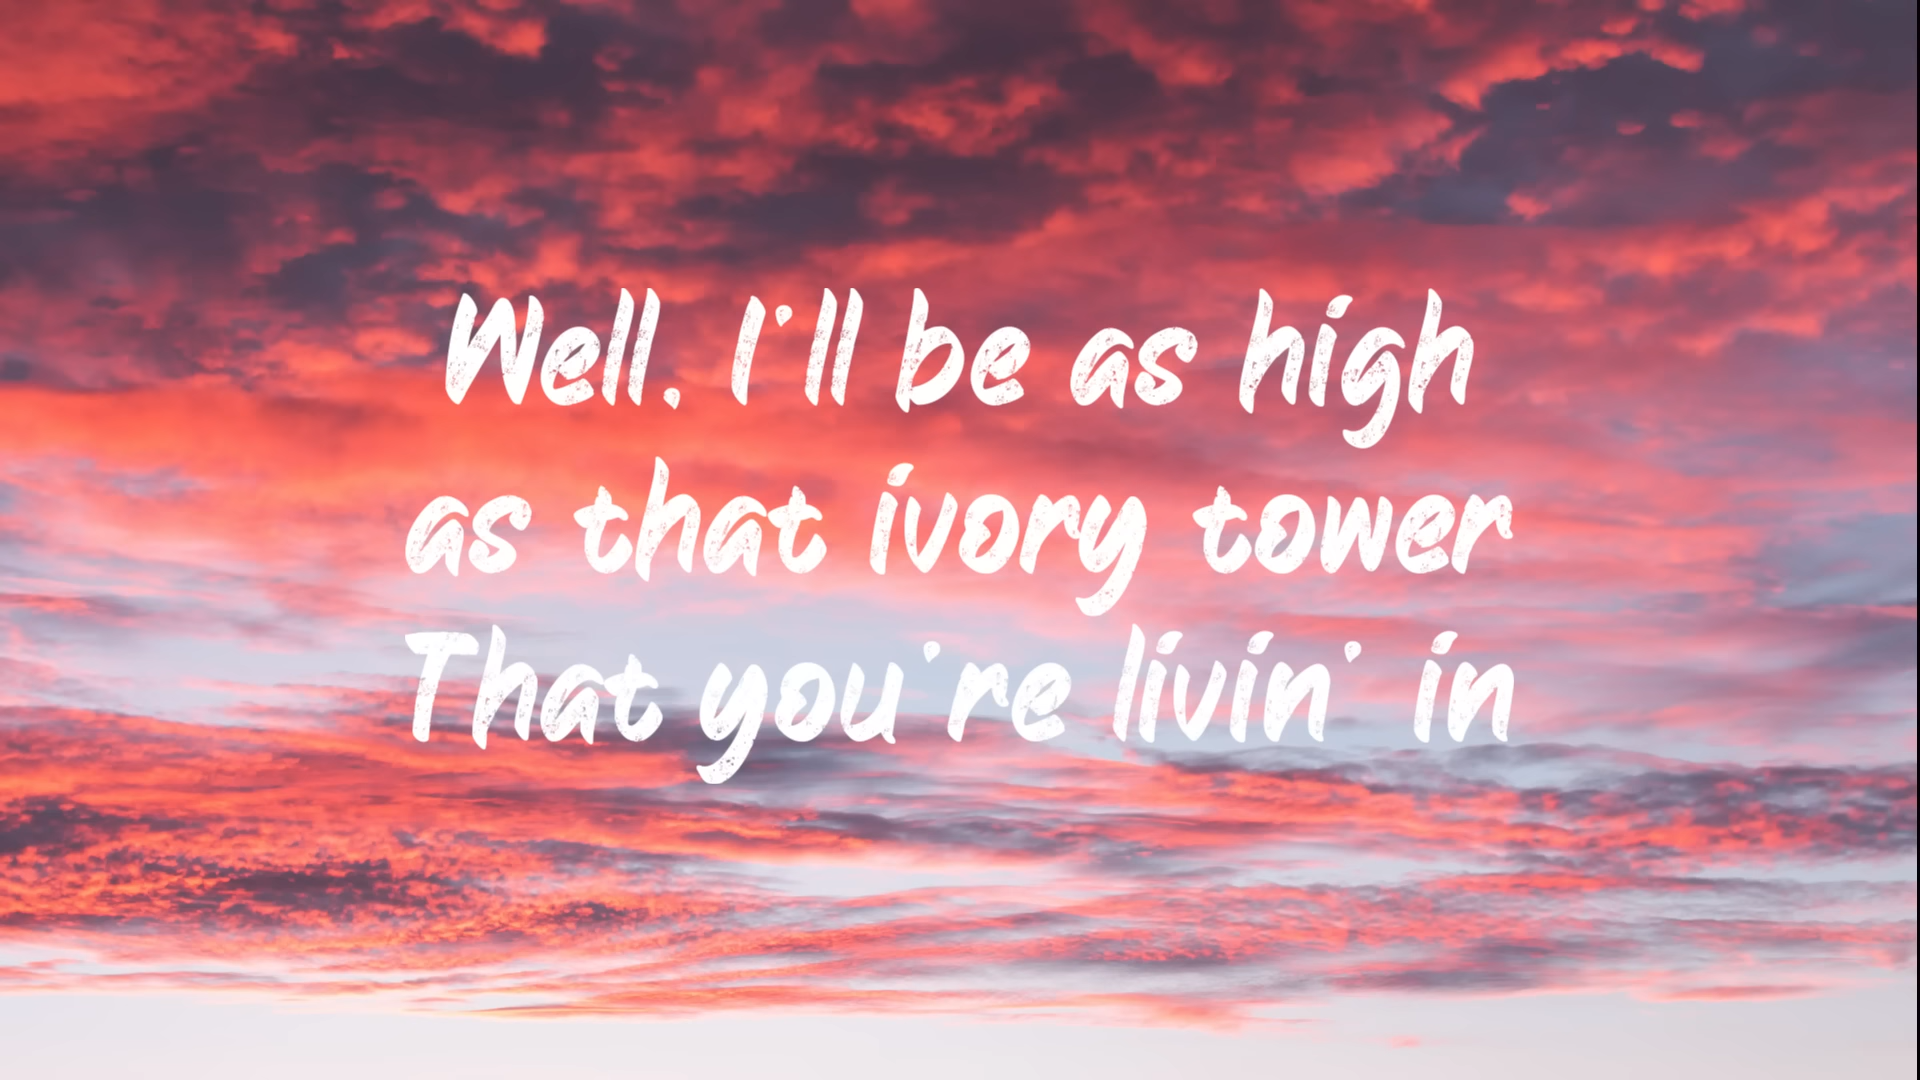 Well, I'll be as high
as that ivory tower
That you're livin' in